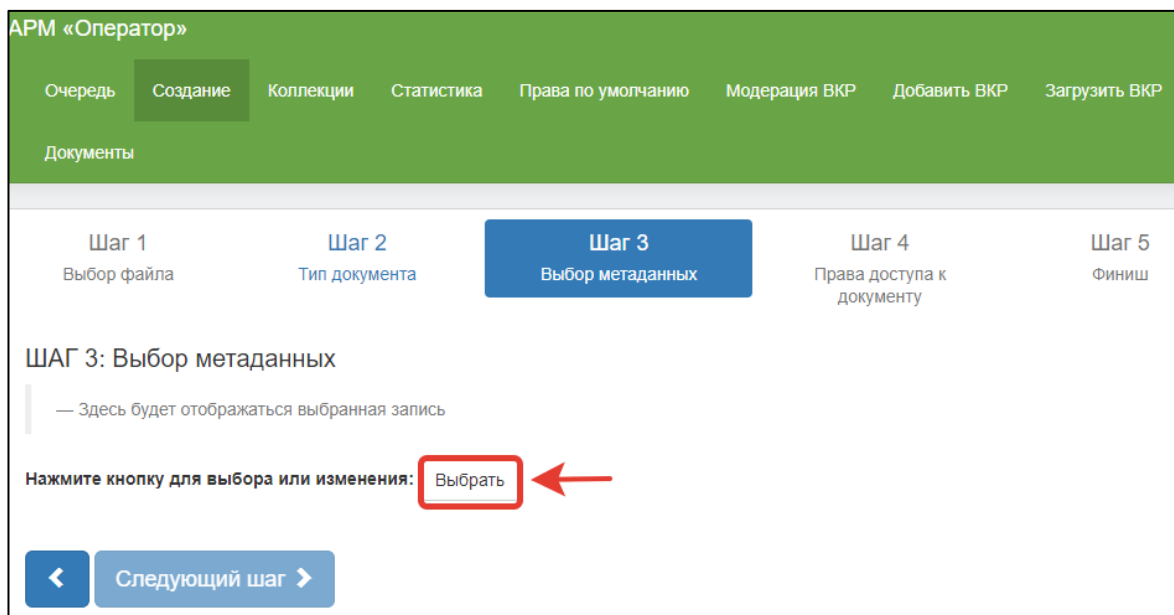 АРМ «Оператор»
Очередь Создание Коллекции Статистика Права по умолчанию Модерация ВКР Добавить ВКР Загрузить ВКР
Документы
Шаг 1 Шаг 2 Шаг 3 Шаг 4 Шаг 5
Выбор файла Тип документа Выбор метаданных Права доступа к Финиш
документу
ШАГ 3: Выбор метаданных
— Здесь будет отображаться выбранная запись
Нажмите кнопку для выбора или изменения: Выбрать
Следующий шаг